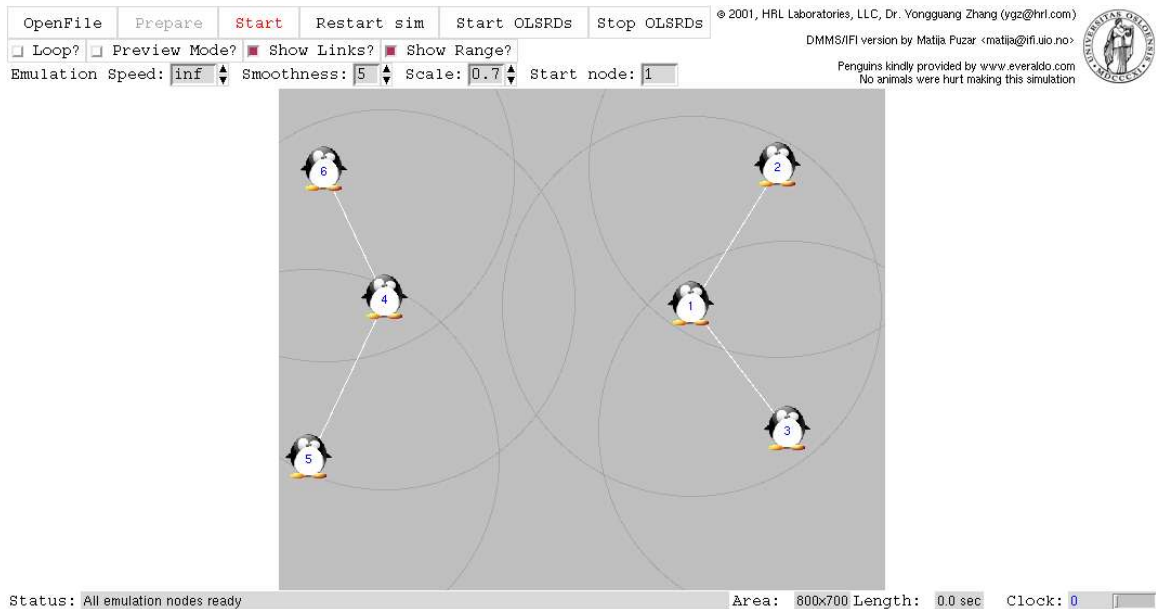 OpenFile Prepare Start Restart sim Start OLSRDs Stop OLSRDs
© 2001, HRL Laboratories, LLC, Dr. Yongguang Zhang (ygz@hrl.com)
Loop? Preview Mode? Show Links? Show Range?
DMMS/IFI version by Matija Puzar <matija@ifi.uio.no>
Emulation Speed: inf Smoothness: 5 Scale: 0.7 Start node: 1
Penguins kindly provided by www.everaldo.com
No animals were hurt making this simulation
UNIVERSITAS OSLOENSIS
MDCCCXI
6
2
4
1
3
5
Status: All emulation nodes ready Area: 800x700 Length: 0.0 sec Clock: 0